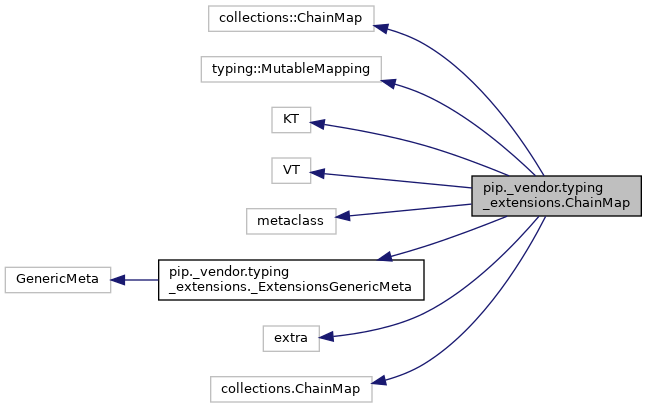 collections::ChainMap
typing::MutableMapping
KT
VT
pip._vendor.typing
_extensions.ChainMap
metaclass
GenericMeta
pip._vendor.typing
_extensions._ExtensionsGenericMeta
extra
collections.ChainMap